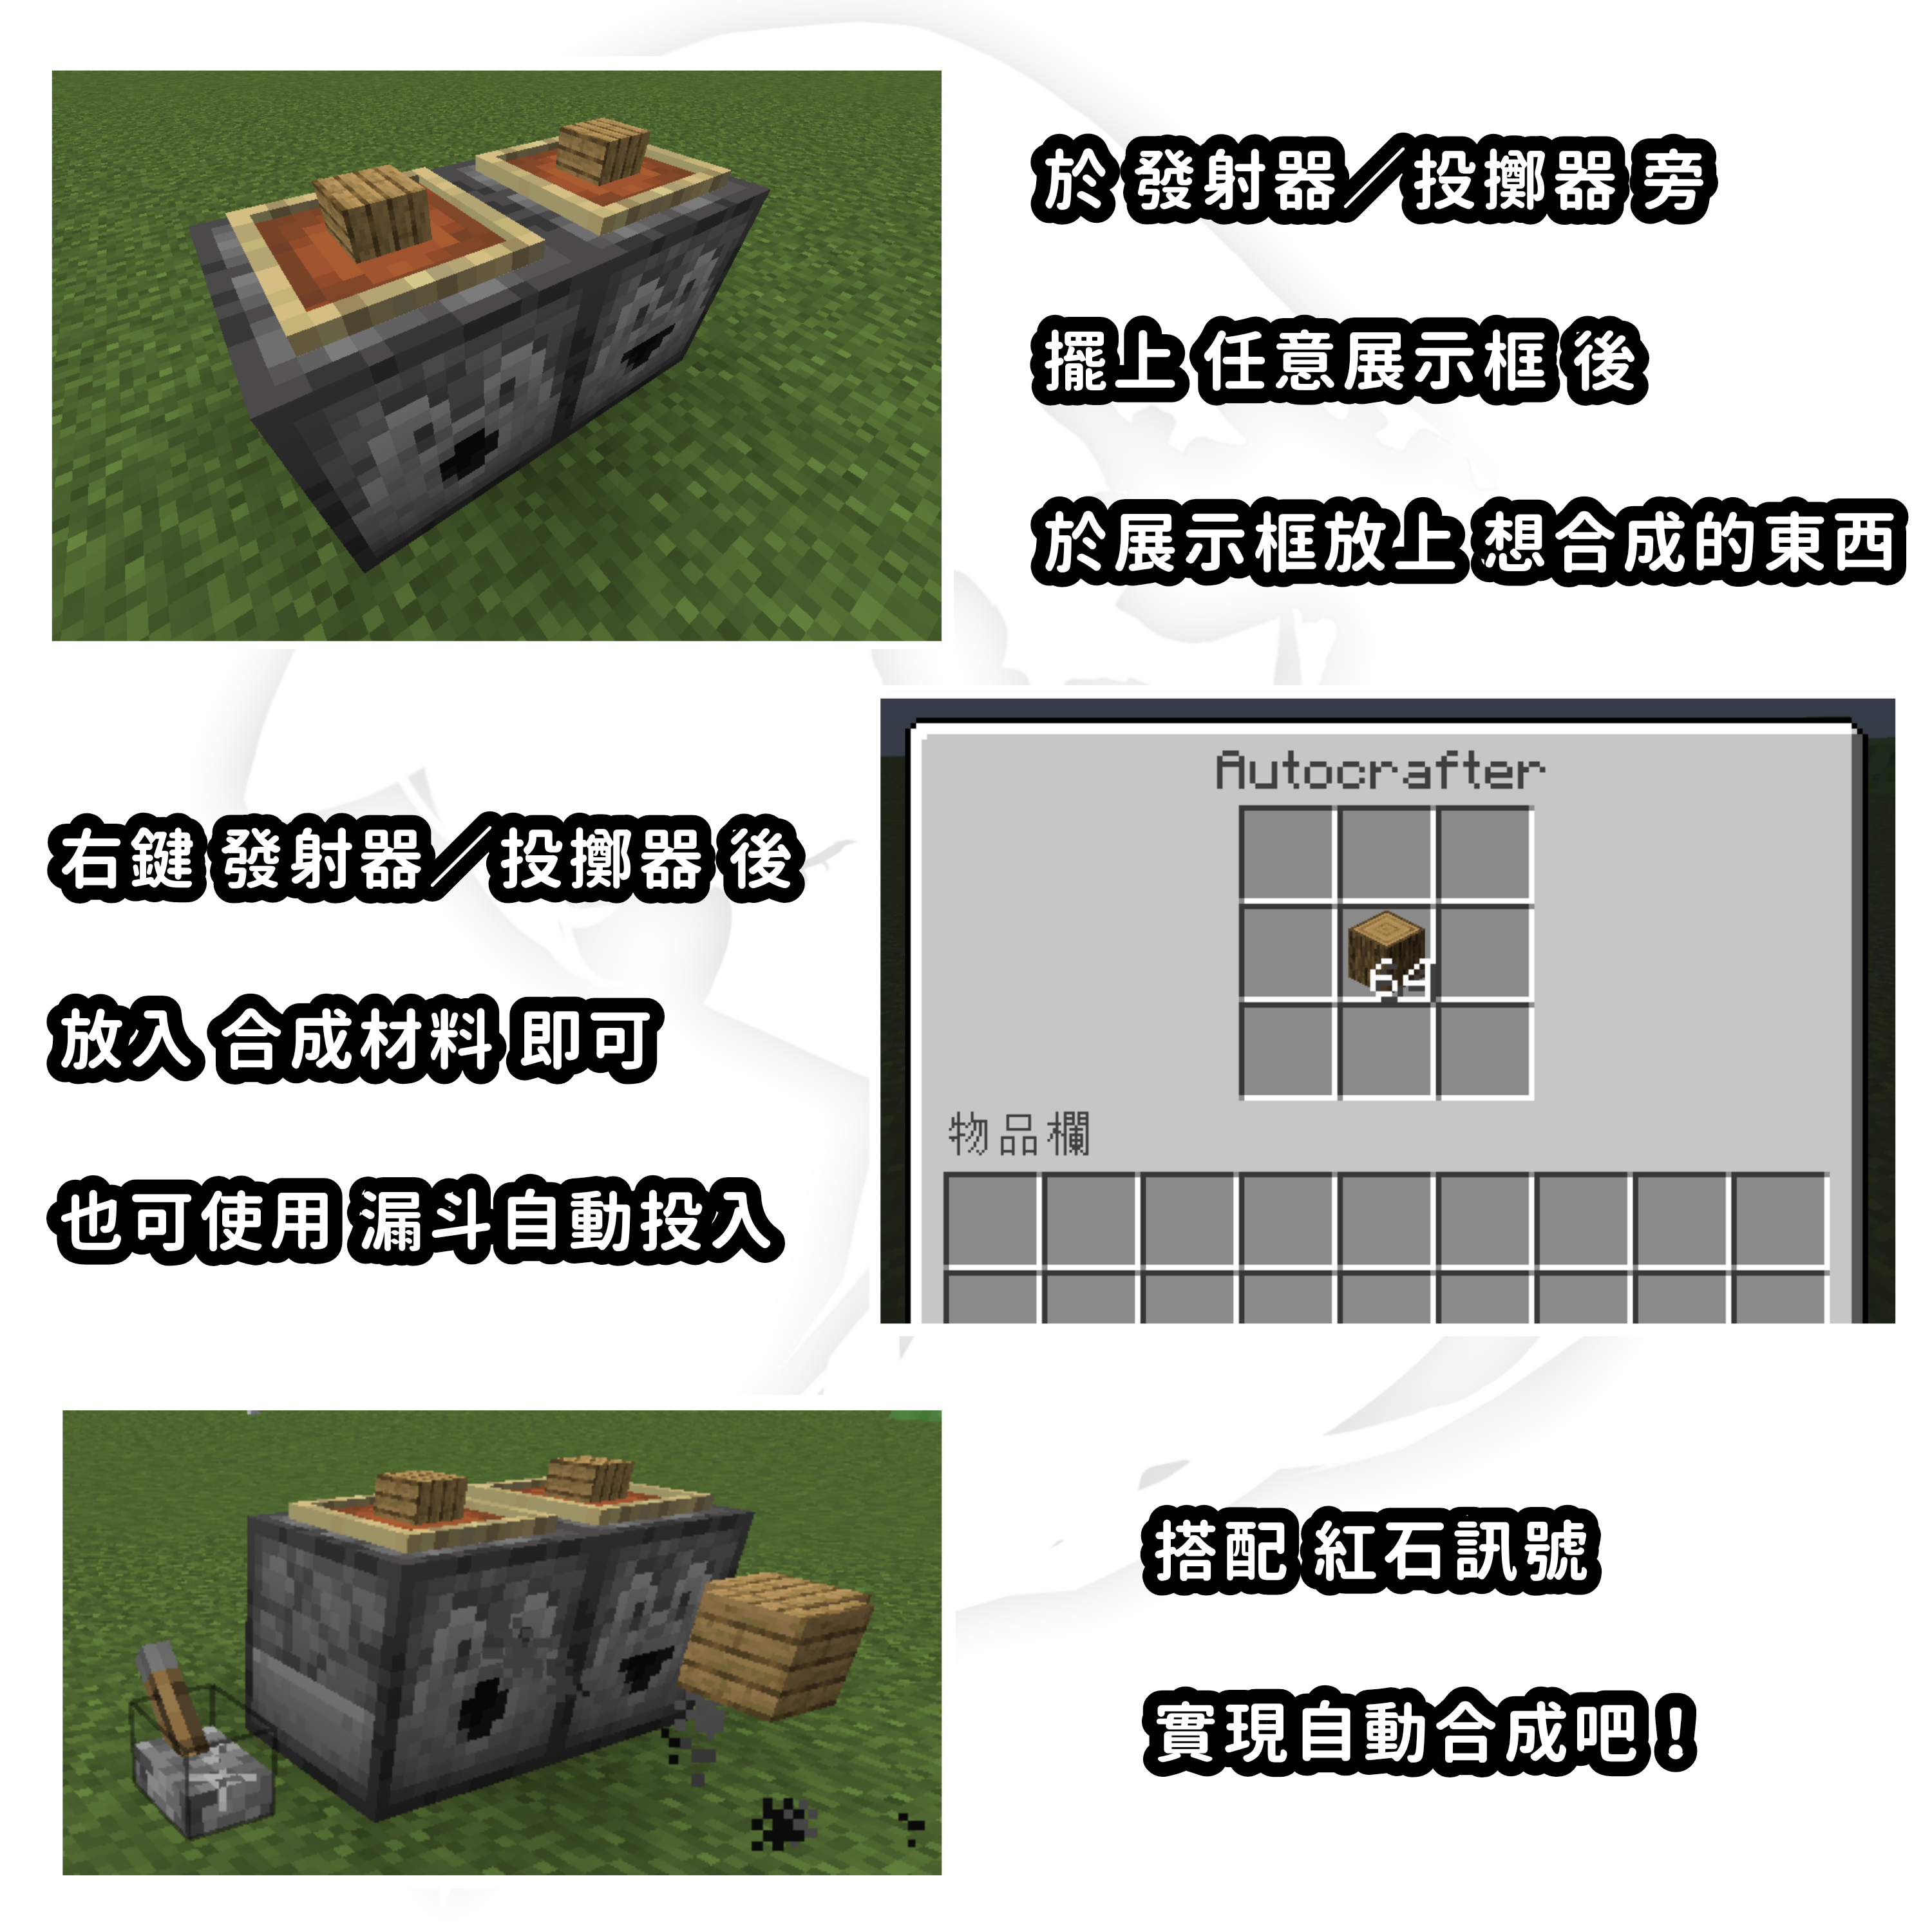 於 發射器／投擲器 旁
擺上 任意展示框 後
於展示框放上 想合成的東西
右鍵 發射器／投擲器 後
放入 合成材料 即可
也可使用 漏斗自動投入
Autocrafter
64
物品欄
搭配 紅石訊號
實現自動合成吧！